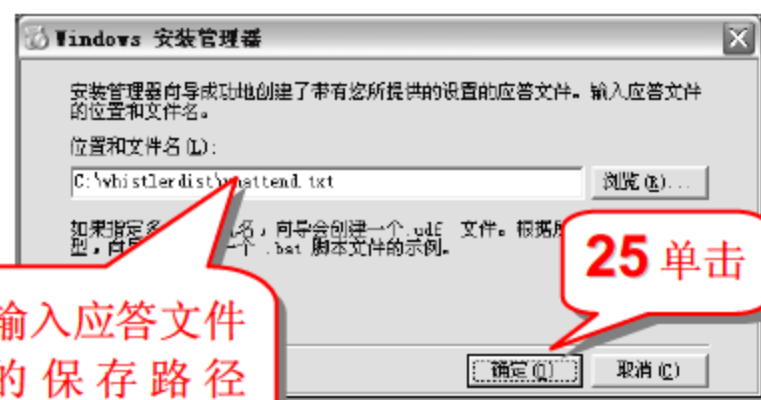 Windows 安装管理器
安装管理器向导成功地创建了带有您所提供的设置的应答文件。输入应答文件
的位置和文件名。
位置和文件名(L):
C:\whistlerdist\unattend.txt
浏览(R)...
如果指定多 名，向导会创建一个.udf 文件。根据
型，向导 一个 .bat 脚本文件的示例。
25 单击
输入应答文件
的保存路径
确定(O)
取消(C)